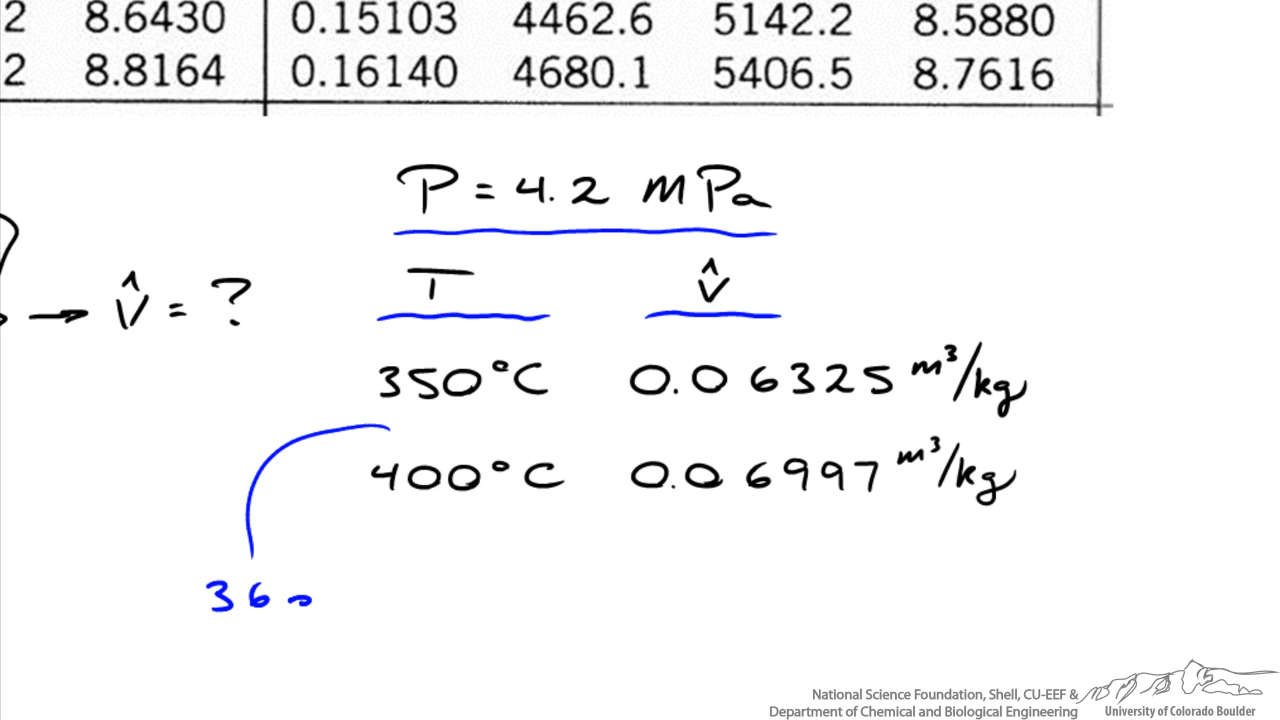 2 8.6430 0.15103 4462.6 5142.2 8.5880
2 8.8164 0.16140 4680.1 5406.5 8.7616
P = 4.2 mPa
T v̂
→ v̂ = ?
350°C 0.06325 m³/kg
400°C 0.06997 m³/kg
360
National Science Foundation, Shell, CU-EEF &
Department of Chemical and Biological Engineering
University of Colorado Boulder